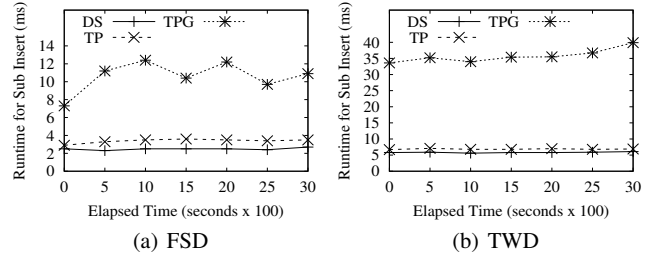 DS TPG
TP
Runtime for Sub Insert (ms)
14
12
10
8
6
4
2
0
0 5 10 15 20 25 30
Elapsed Time (seconds x 100)
(a) FSD
DS TPG
TP
Runtime for Sub Insert (ms)
40
35
30
25
20
15
10
5
0
0 5 10 15 20 25 30
Elapsed Time (seconds x 100)
(b) TWD